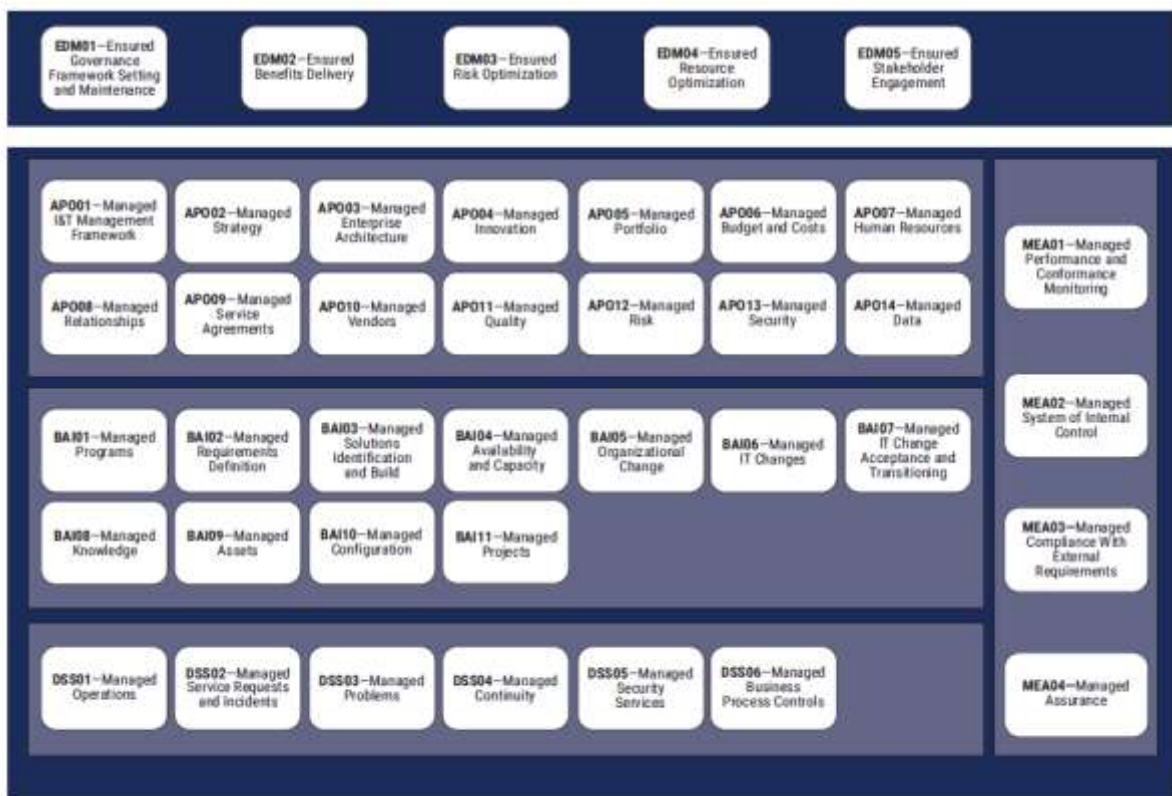 EDM01—Ensured
Governance
Framework Setting
and Maintenance
EDM02—Ensured
Benefits Delivery
EDM03—Ensured
Risk Optimization
EDM04—Ensured
Resource
Optimization
EDM05—Ensured
Stakeholder
Engagement
APO01—Managed
I&T Management
Framework
APO02—Managed
Strategy
APO03—Managed
Enterprise
Architecture
APO04—Managed
Innovation
APO05—Managed
Portfolio
APO06—Managed
Budget and Costs
APO07—Managed
Human Resources
APO08—Managed
Relationships
APO09—Managed
Service
Agreements
APO10—Managed
Vendors
APO11—Managed
Quality
APO12—Managed
Risk
APO13—Managed
Security
APO14—Managed
Data
BAI01—Managed
Programs
BAI02—Managed
Requirements
Definition
BAI03—Managed
Solutions
Identification
and Build
BAI04—Managed
Availability
and Capacity
BAI05—Managed
Organizational
Change
BAI06—Managed
IT Changes
BAI07—Managed
IT Change
Acceptance and
Transitioning
BAI08—Managed
Knowledge
BAI09—Managed
Assets
BAI10—Managed
Configuration
BAI11—Managed
Projects
DSS01—Managed
Operations
DSS02—Managed
Service Requests
and Incidents
DSS03—Managed
Problems
DSS04—Managed
Continuity
DSS05—Managed
Security
Services
DSS06—Managed
Business
Process Controls
MEA01—Managed
Performance and
Conformance
Monitoring
MEA02—Managed
System of Internal
Control
MEA03—Managed
Compliance With
External
Requirements
MEA04—Managed
Assurance